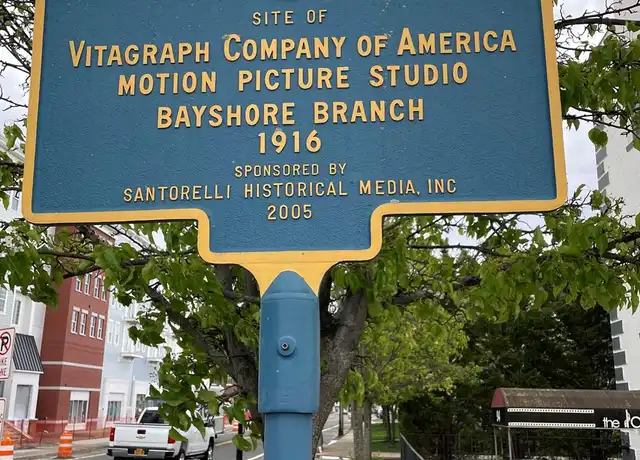 SITE OF
VITAGRAPH COMPANY OF AMERICA
MOTION PICTURE STUDIO
BAYSHORE BRANCH
1916
SPONSORED BY
SANTORELLI HISTORICAL MEDIA, INC
2005
the